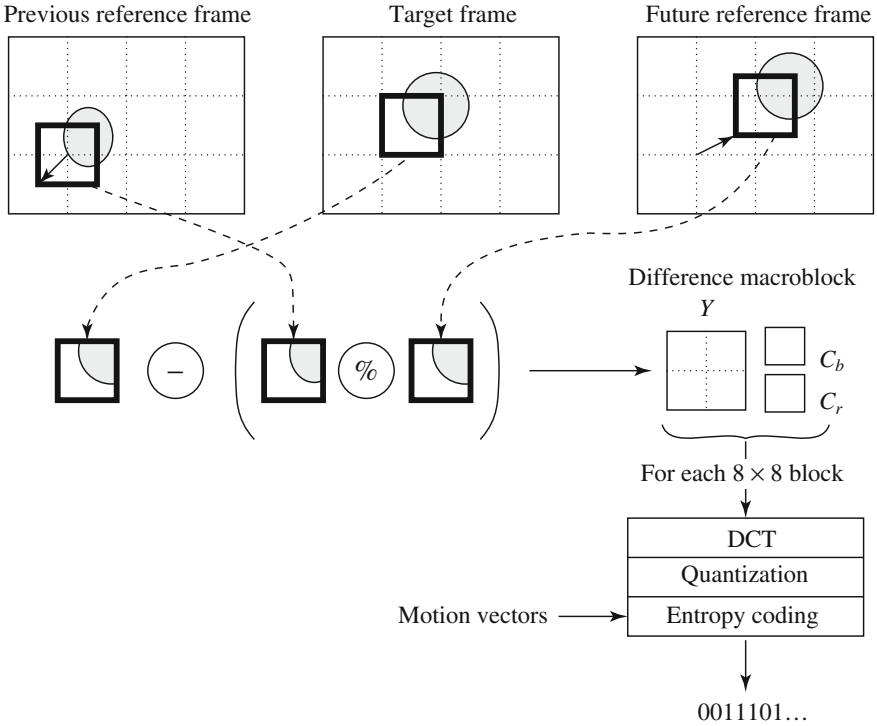 Previous reference frame
Target frame
Future reference frame
Difference macroblock
Y
−
%
C_b
C_r
For each 8 × 8 block
DCT
Quantization
Motion vectors
Entropy coding
0011101…